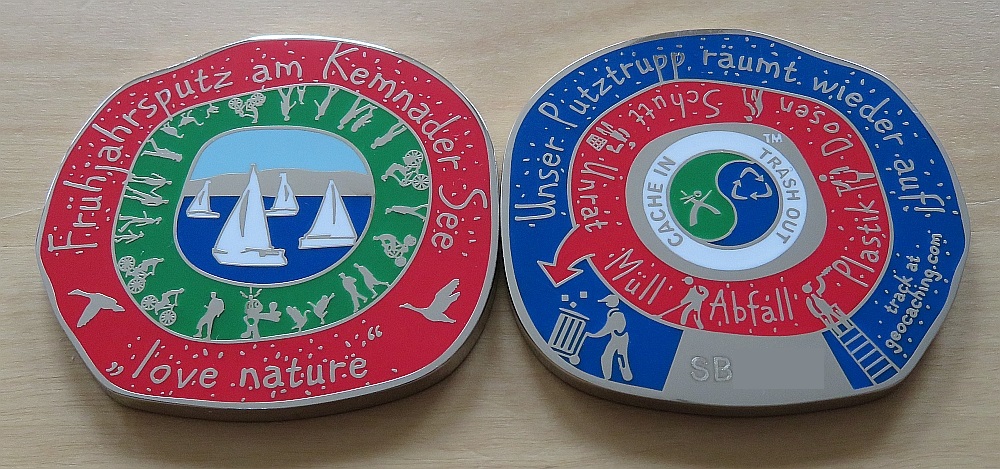 Frühjahrsputz am Kemnader See
„love nature“
Unser Putztrupp räumt wieder auf!
Müll Abfall Plastik Dosen Schutt Unrat
CACHE IN
TRASH OUT
TM
track at
geocaching.com
SB